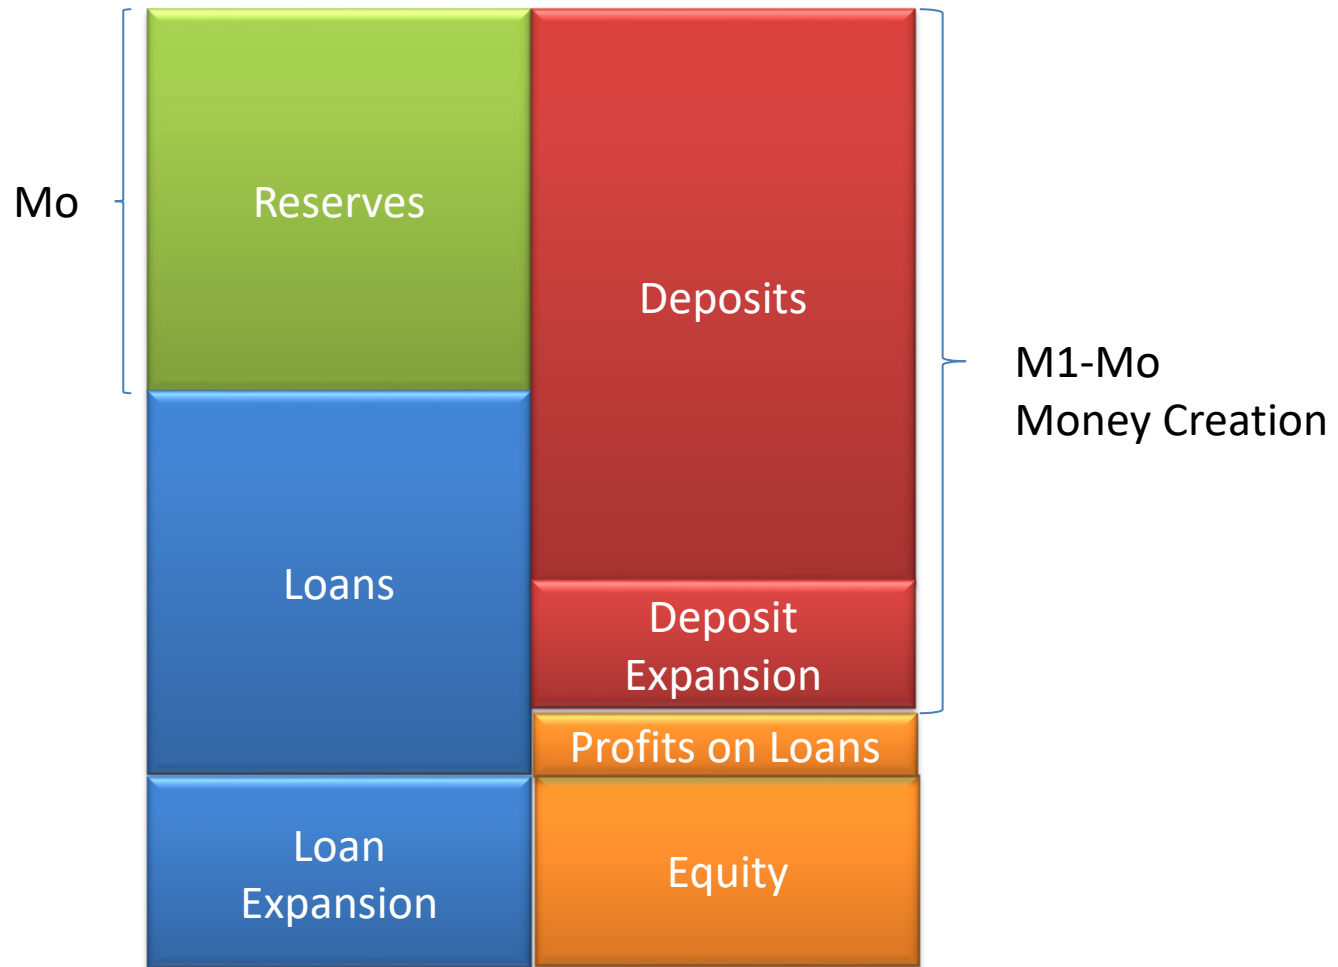 Mo
Reserves
Deposits
M1-Mo
Money Creation
Loans
Deposit
Expansion
Profits on Loans
Loan
Expansion
Equity